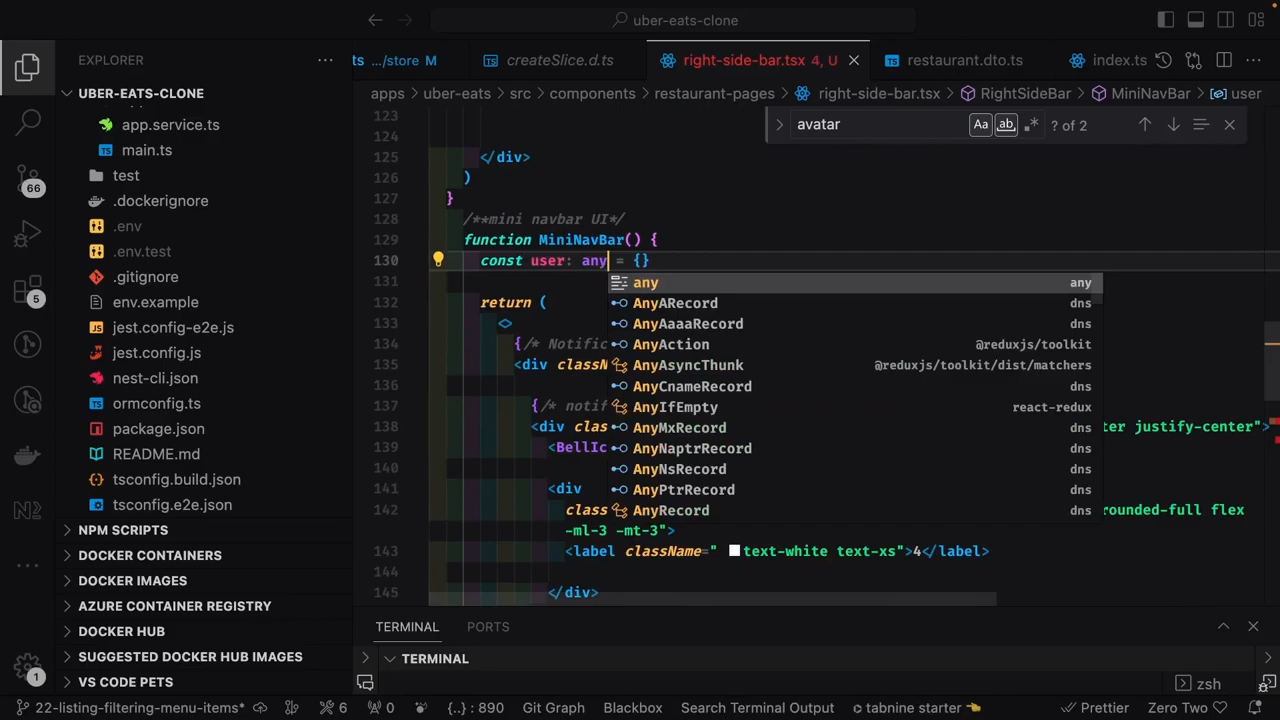 uber-eats-clone
EXPLORER
ts .../store M
createSlice.d.ts
right-side-bar.tsx 4, U
restaurant.dto.ts
index.ts
UBER-EATS-CLONE
apps > uber-eats > src > components > restaurant-pages > right-side-bar.tsx > RightSideBar > MiniNavBar > user
avatar
Aa ab ? of 2
app.service.ts
main.ts
test
.dockerignore
.env
.env.test
.gitignore
env.example
jest.config-e2e.js
jest.config.js
nest-cli.json
ormconfig.ts
package.json
README.md
tsconfig.build.json
tsconfig.e2e.json
NPM SCRIPTS
DOCKER CONTAINERS
DOCKER IMAGES
AZURE CONTAINER REGISTRY
DOCKER HUB
SUGGESTED DOCKER HUB IMAGES
VS CODE PETS
66
5
1
123
124
125 </div>
126 )
127 }
128 /**mini navbar UI*/
129 function MiniNavBar() {
130 const user: any = {}
131
132 return (
133 <>
134 {/* Notific
135 <div classN
136
137 {/* notif
138 <div clas ter justify-center">
139 <BellIc
140
141 <div
142 clas rounded-full flex
-ml-3 -mt-3">
143 <label className=" text-white text-xs">4</label>
144
145 </div>
any any
AnyARecord dns
AnyAaaaRecord dns
AnyAction @reduxjs/toolkit
AnyAsyncThunk @reduxjs/toolkit/dist/matchers
AnyCnameRecord dns
AnyIfEmpty react-redux
AnyMxRecord dns
AnyNaptrRecord dns
AnyNsRecord dns
AnyPtrRecord dns
AnyRecord dns
TERMINAL PORTS
TERMINAL
zsh
22-listing-filtering-menu-items* 6 0 {..} : 890 Git Graph Blackbox Search Terminal Output tabnine starter Prettier Zero Two